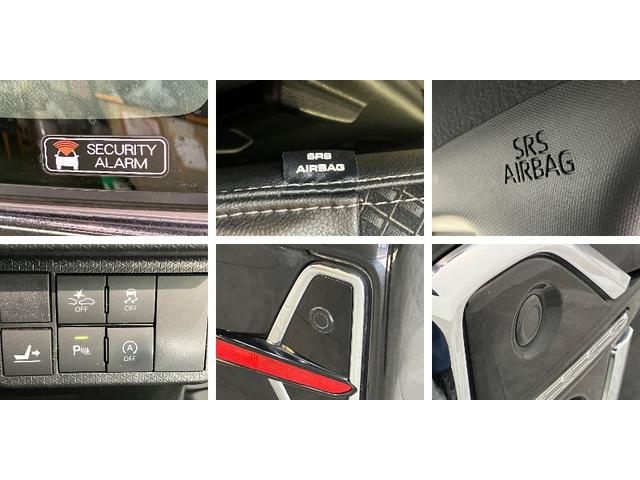 SECURITY
ALARM
SRS
AIRBAG
SRS
AIRBAG
OFF
OFF
P
A
OFF